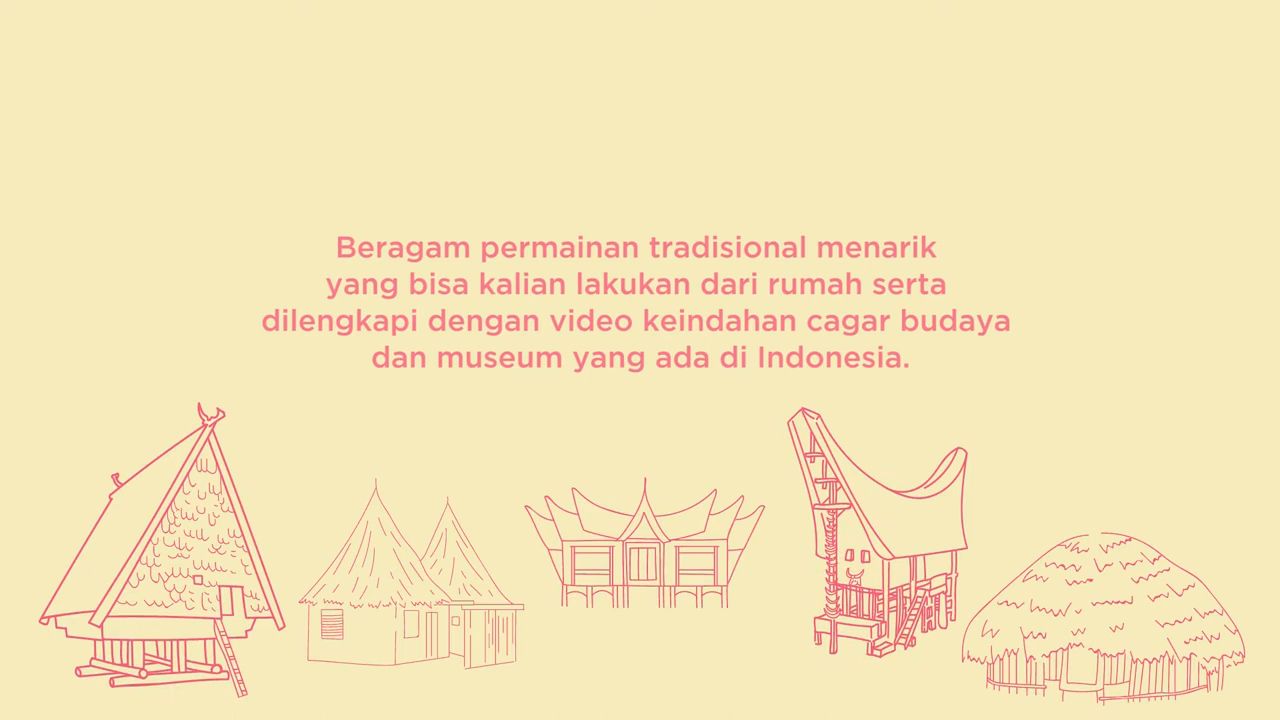 Beragam permainan tradisional menarik
yang bisa kalian lakukan dari rumah serta
dilengkapi dengan video keindahan cagar budaya
dan museum yang ada di Indonesia.